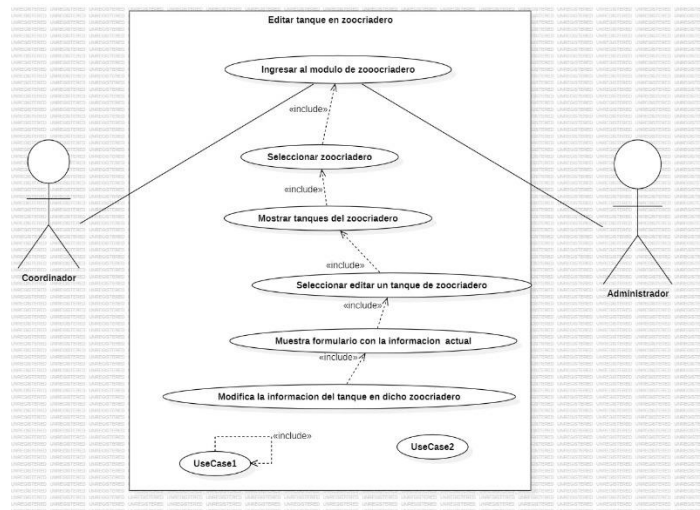 Editar tanque en zoocriadero
Ingresar al modulo de zooocriadero
«include»
Seleccionar zoocriadero
«include»
Mostrar tanques del zoocriadero
«include»
Seleccionar editar un tanque de zoocriadero
«include»
Muestra formulario con la informacion actual
«include»
Modifica la informacion del tanque en dicho zoocriadero
«include»
UseCase1
UseCase2
Coordinador
Administrador